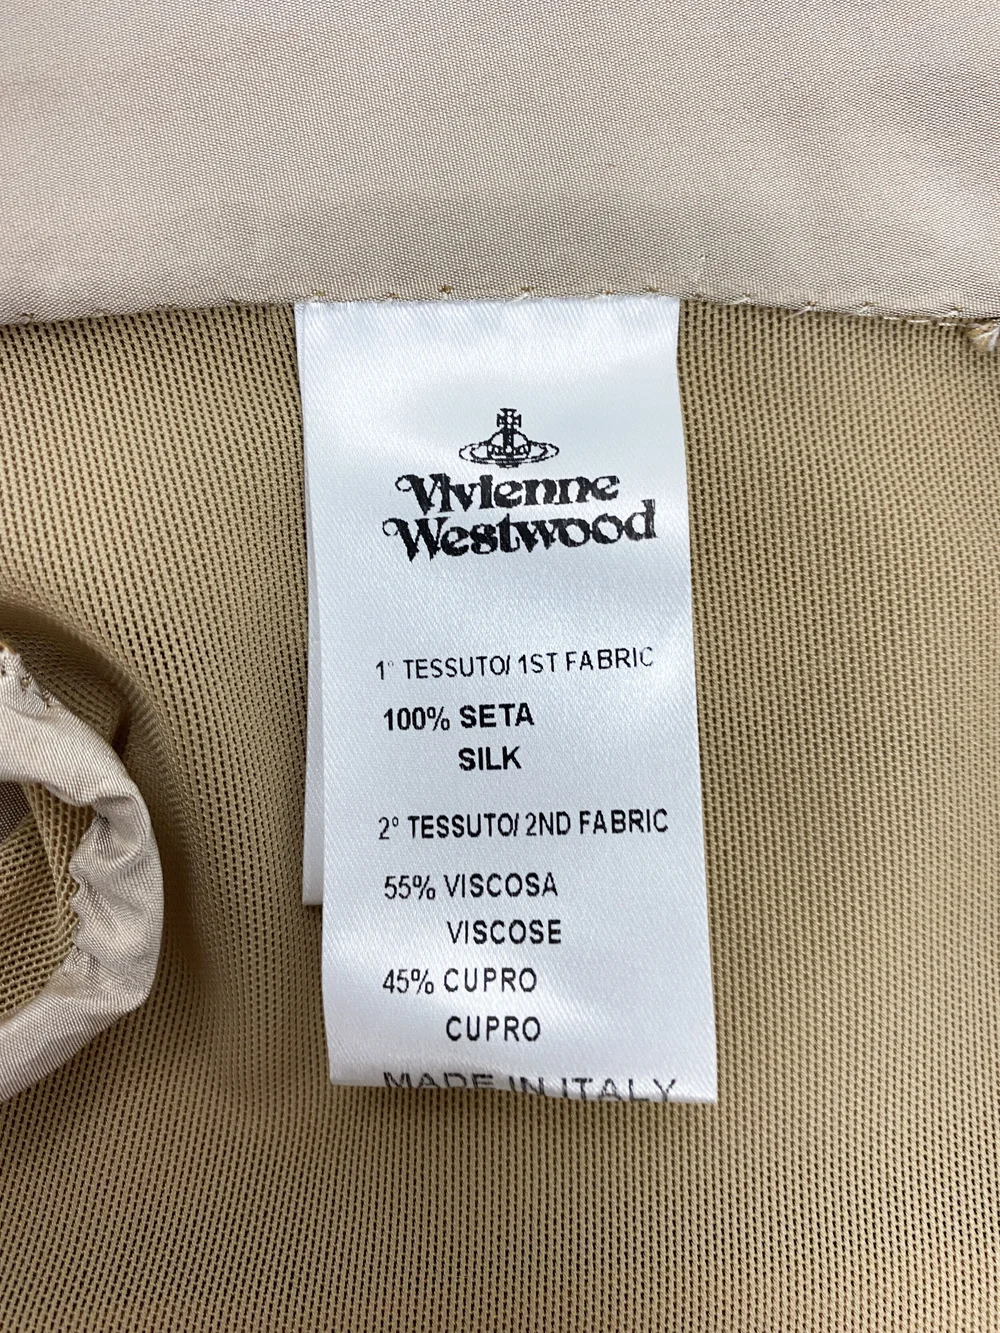 Vivienne
Westwood
1° TESSUTO/ 1ST FABRIC
100% SETA
SILK
2° TESSUTO/ 2ND FABRIC
55% VISCOSA
VISCOSE
45% CUPRO
CUPRO
MADE IN ITALY